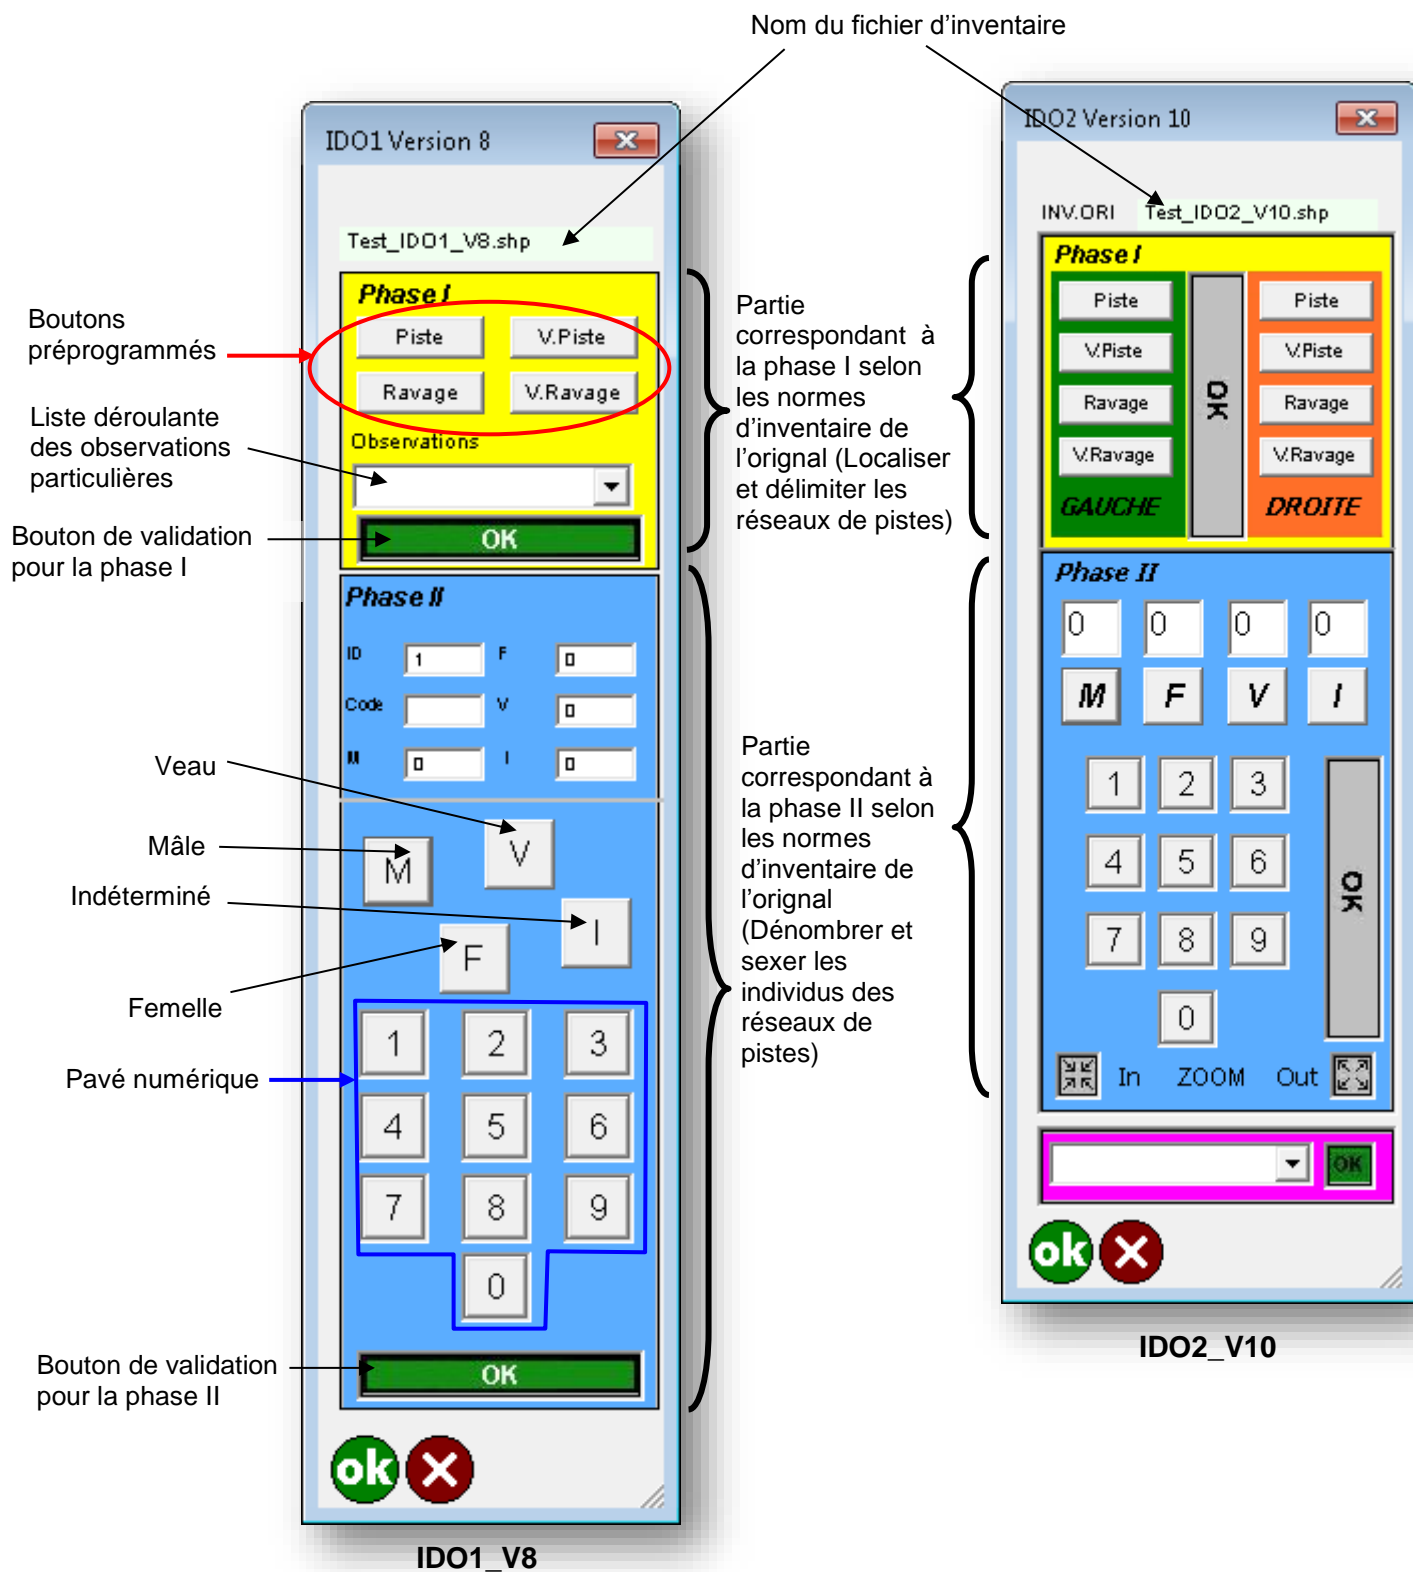 Nom du fichier d’inventaire
IDO1 Version 8
Test_IDO1_V8.shp
Phase I
Piste
V.Piste
Ravage
V.Ravage
Observations
OK
Phase II
ID
1
F
0
Code
V
0
M
0
I
0
M
V
I
F
1
2
3
4
5
6
7
8
9
0
OK
ok
IDO1_V8
Boutons
préprogrammés
Liste déroulante
des observations
particulières
Bouton de validation
pour la phase I
Veau
Mâle
Indéterminé
Femelle
Pavé numérique
Bouton de validation
pour la phase II
Partie
correspondant à
la phase I selon
les normes
d’inventaire de
l’orignal (Localiser
et délimiter les
réseaux de pistes)
Partie
correspondant à
la phase II selon
les normes
d’inventaire de
l’orignal
(Dénombrer et
sexer les
individus des
réseaux de
pistes)
IDO2 Version 10
INV.ORI
Test_IDO2_V10.shp
Phase I
Piste
V.Piste
Ravage
V.Ravage
GAUCHE
OK
Piste
V.Piste
Ravage
V.Ravage
DROITE
Phase II
0
0
0
0
M
F
V
I
1
2
3
4
5
6
7
8
9
0
OK
In
ZOOM
Out
OK
ok
IDO2_V10